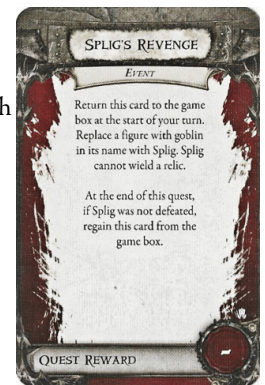 SPLIG'S REVENGE
EVENT
h
Return this card to the game
box at the start of your turn.
Replace a figure with goblin
in its name with Splig. Splig
cannot wield a relic.
At the end of this quest,
if Splig was not defeated,
regain this card from the
game box.
QUEST REWARD
-